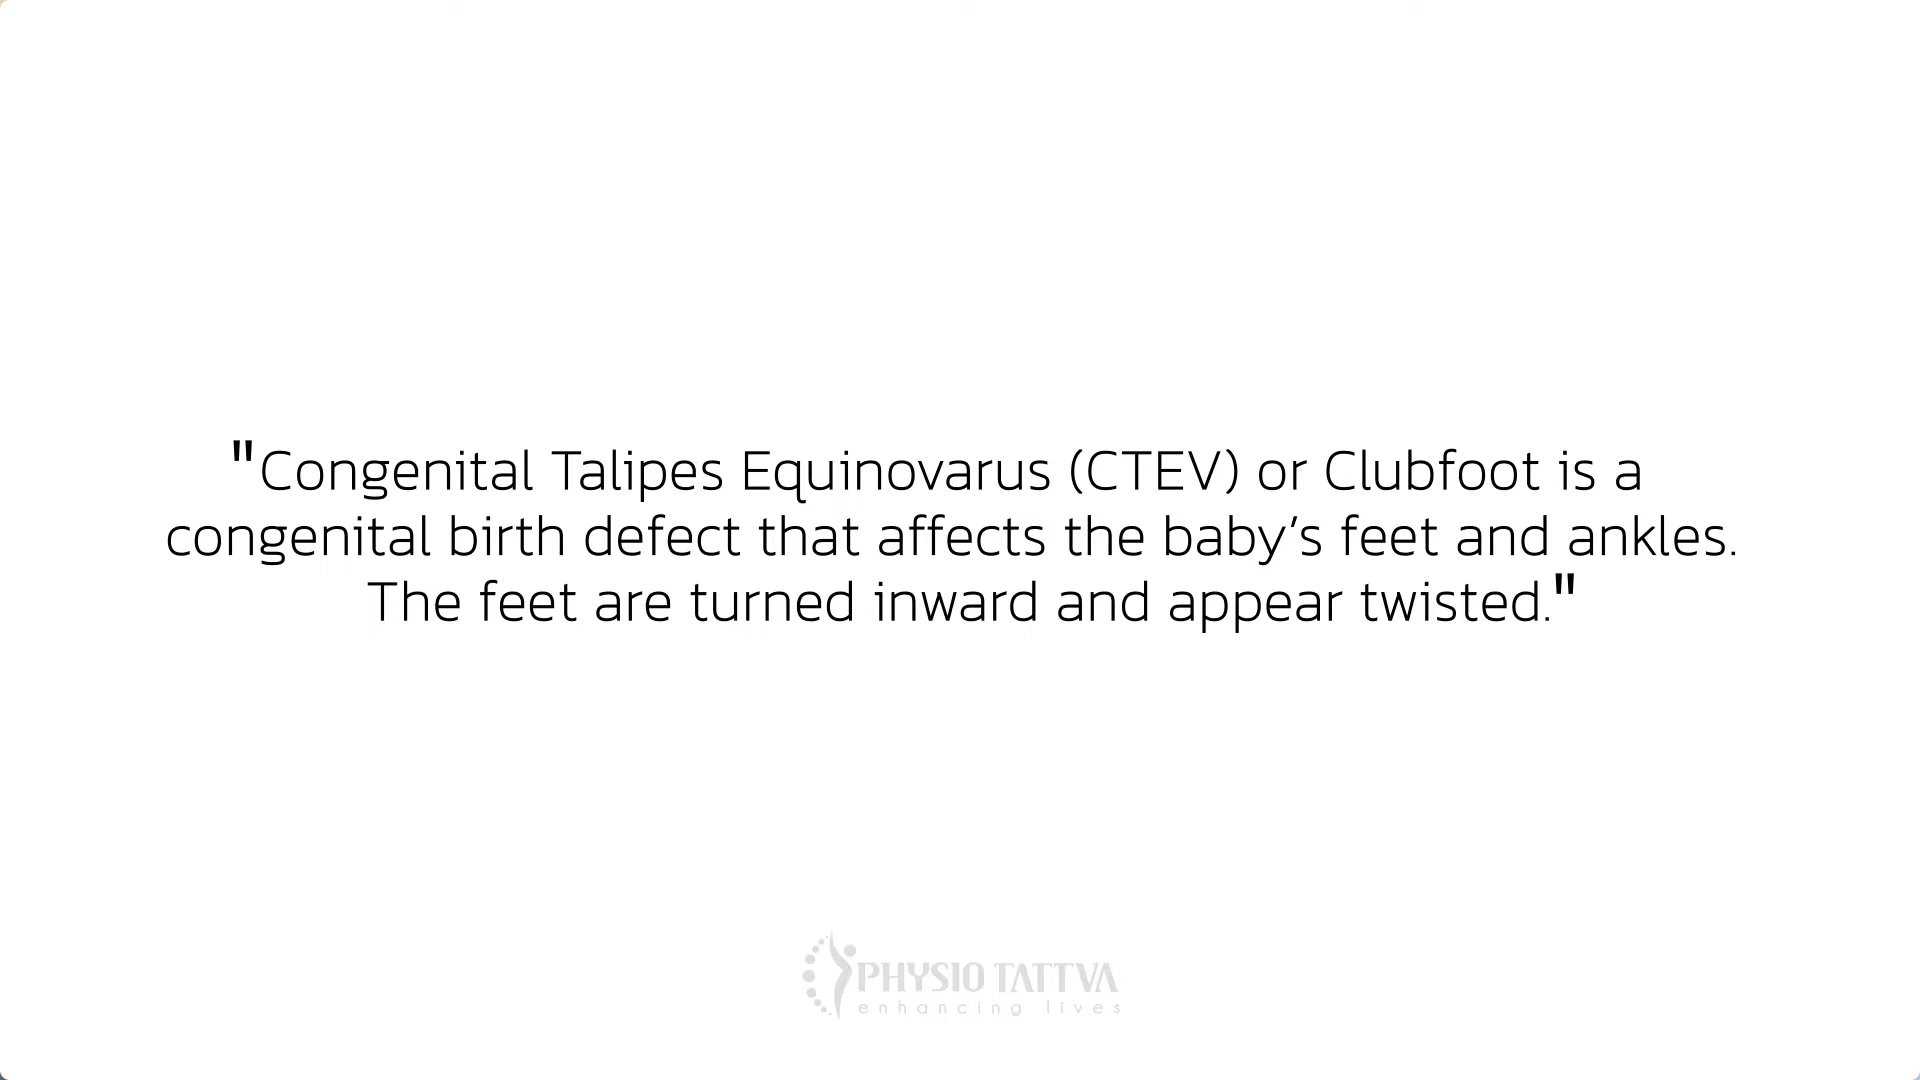 "Congenital Talipes Equinovarus (CTEV) or Clubfoot is a
congenital birth defect that affects the baby’s feet and ankles.
The feet are turned inward and appear twisted."
PHYSIO TATTVA
enhancing lives